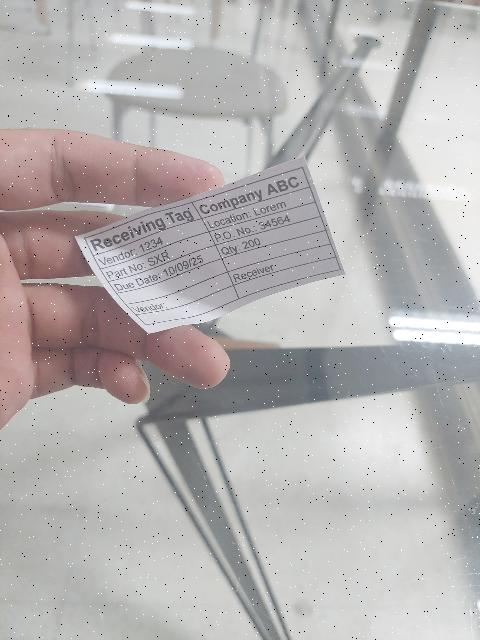 Receiving Tag Company ABC
Vendor: 1234 Location: Lorem
Part No: SXR P.O. No.: 34564
Due Date: 10/09/25 Qty. 200
Vendor Receiver: